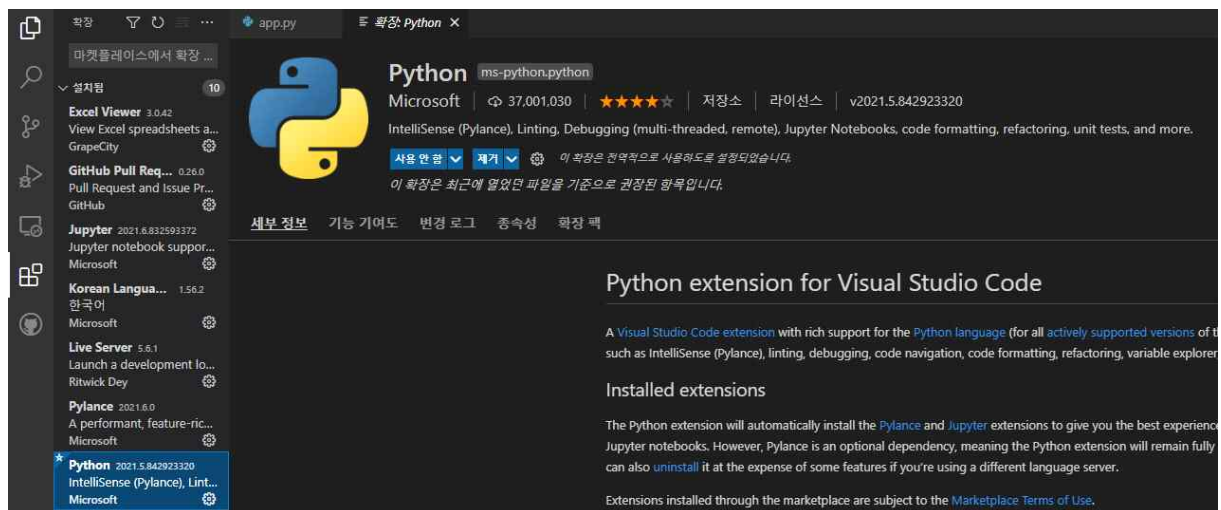 확장
마켓플레이스에서 확장 ...
설치됨
10
Excel Viewer 3.0.42
View Excel spreadsheets a...
GrapeCity
GitHub Pull Req... 0.26.0
Pull Request and Issue Pr...
GitHub
Jupyter 2021.6.832593372
Jupyter notebook suppor...
Microsoft
Korean Langua... 1.56.2
한국어
Microsoft
Live Server 5.6.1
Launch a development lo...
Ritwick Dey
Pylance 2021.6.0
A performant, feature-ric...
Microsoft
Python 2021.5.842923320
IntelliSense (Pylance), Lint...
Microsoft
app.py
확장: Python
Python ms-python.python
Microsoft 37,001,030 저장소 라이선스 v2021.5.842923320
IntelliSense (Pylance), Linting, Debugging (multi-threaded, remote), Jupyter Notebooks, code formatting, refactoring, unit tests, and more.
사용 안 함 제거 이 확장은 전역적으로 사용하도록 설정되었습니다.
이 확장은 최근에 열었던 파일을 기준으로 권장된 항목입니다.
세부 정보 기능 기여도 변경 로그 종속성 확장 팩
Python extension for Visual Studio Code
A Visual Studio Code extension with rich support for the Python language (for all actively supported versions of
such as IntelliSense (Pylance), linting, debugging, code navigation, code formatting, refactoring, variable explorer,
Installed extensions
The Python extension will automatically install the Pylance and Jupyter extensions to give you the best experience
Jupyter notebooks. However, Pylance is an optional dependency, meaning the Python extension will remain fully
can also uninstall it at the expense of some features if you're using a different language server.
Extensions installed through the marketplace are subject to the Marketplace Terms of Use.